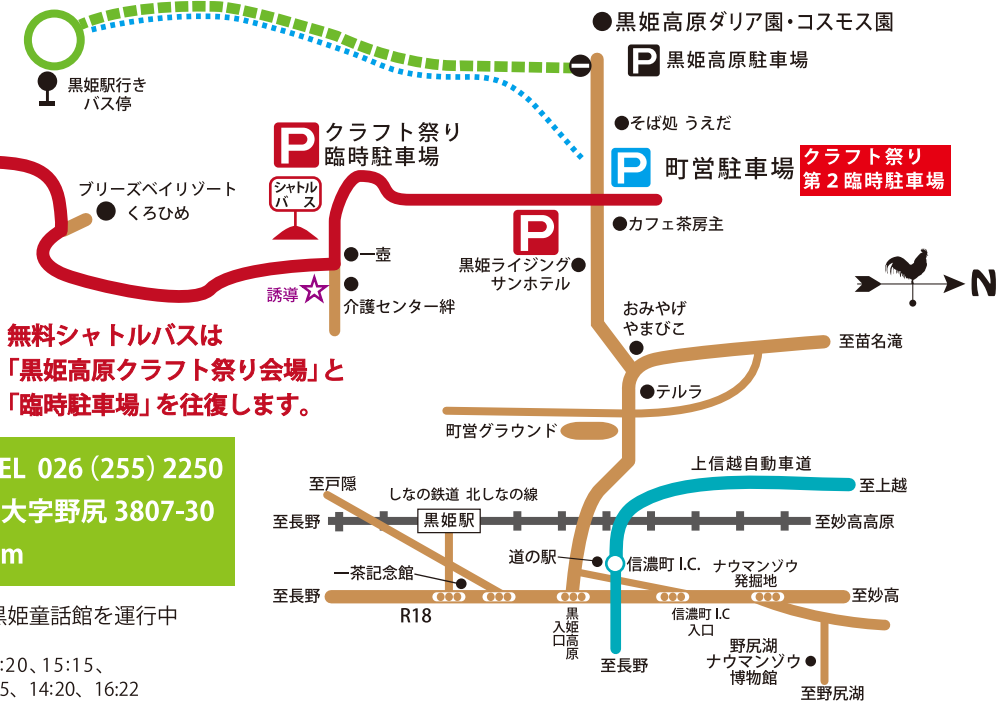 黒姫高原ダリア園・コスモス園
P 黒姫高原駐車場
黒姫駅行き
バス停
そば処 うえだ
P クラフト祭り
臨時駐車場
P 町営駐車場
クラフト祭り
第2臨時駐車場
シャトル
バス
ブリーズベイリゾート
くろひめ
P
カフェ茶房主
一壺
黒姫ライジング
サンホテル
誘導
介護センター絆
N
おみやげ
やまびこ
無料シャトルバスは
「黒姫高原クラフト祭り会場」と
「臨時駐車場」を往復します。
至苗名滝
テルラ
町営グラウンド
EL 026(255)2250
大字野尻 3807-30
m
上信越自動車道
至上越
至戸隠
しなの鉄道 北しなの線
至長野
黒姫駅
至妙高高原
道の駅
信濃町 I.C.
ナウマンゾウ
発掘地
一茶記念館
至長野
至妙高
R18
黒姫高原
入口
信濃町 I.C
入口
黒姫童話館を運行中
:20、15:15、
5、14:20、16:22
至長野
野尻湖
ナウマンゾウ
博物館
至野尻湖